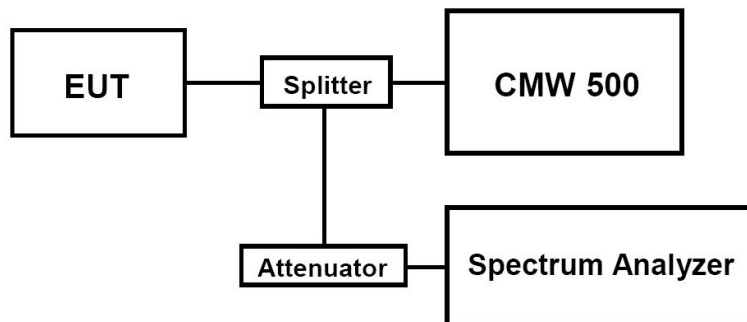 EUT
Splitter
CMW 500
Attenuator
Spectrum Analyzer